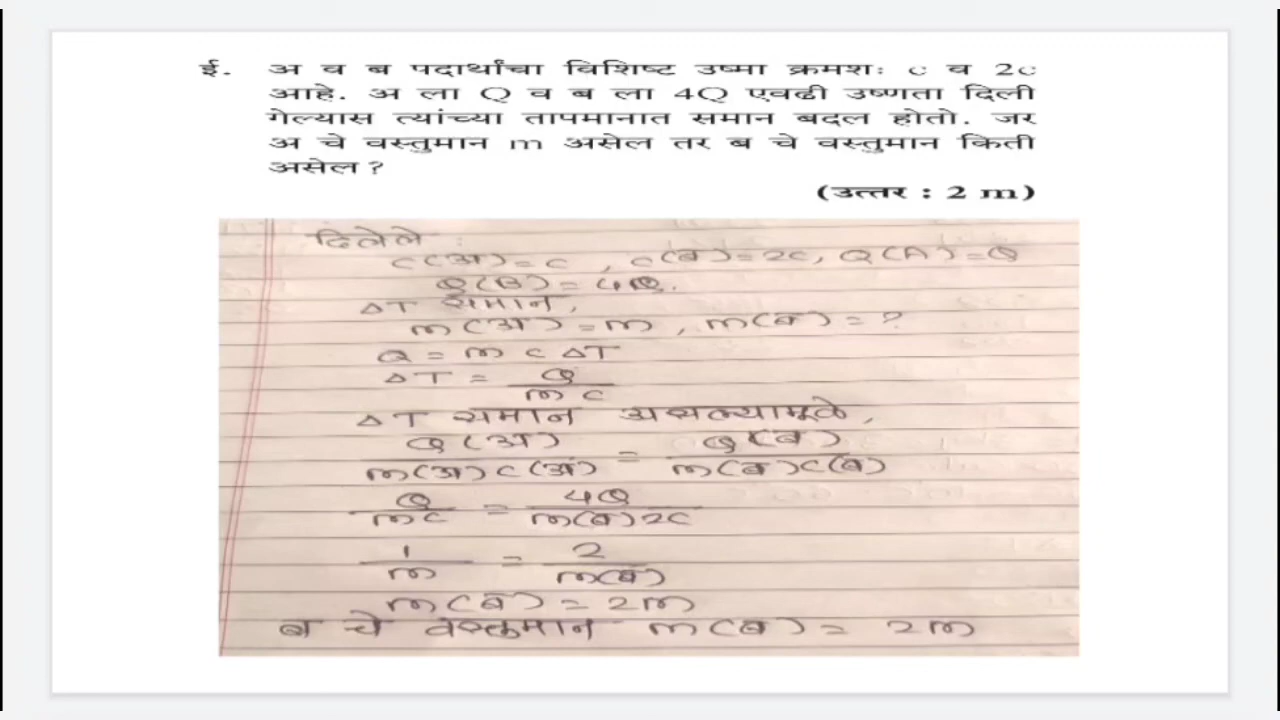 ई. अ व ब पदार्थांचा विशिष्ट उष्मा क्रमशः c व 2c
आहे. अ ला Q व ब ला 4Q एवढी उष्णता दिली
गेल्यास त्यांच्या तापमानात समान बदल होतो. जर
अ चे वस्तुमान m असेल तर ब चे वस्तुमान किती
असेल ?
(उत्तर : 2 m)
दिलेले :
c(अ) = c , c(ब) = 2c, Q(A) = Q
Q(B) = 4Q.
ΔT समान,
m(अ) = m , m(ब) = ?
Q = m c ΔT
ΔT = Q / m c
ΔT समान असल्यामूळे,
Q(अ) / m(अ) c(अ) = Q(ब) / m(ब) c(ब)
Q / mc = 4Q / m(ब) 2c
1 / m = 2 / m(ब)
m(ब) = 2m
ब चे वस्तुमान m(ब) = 2m